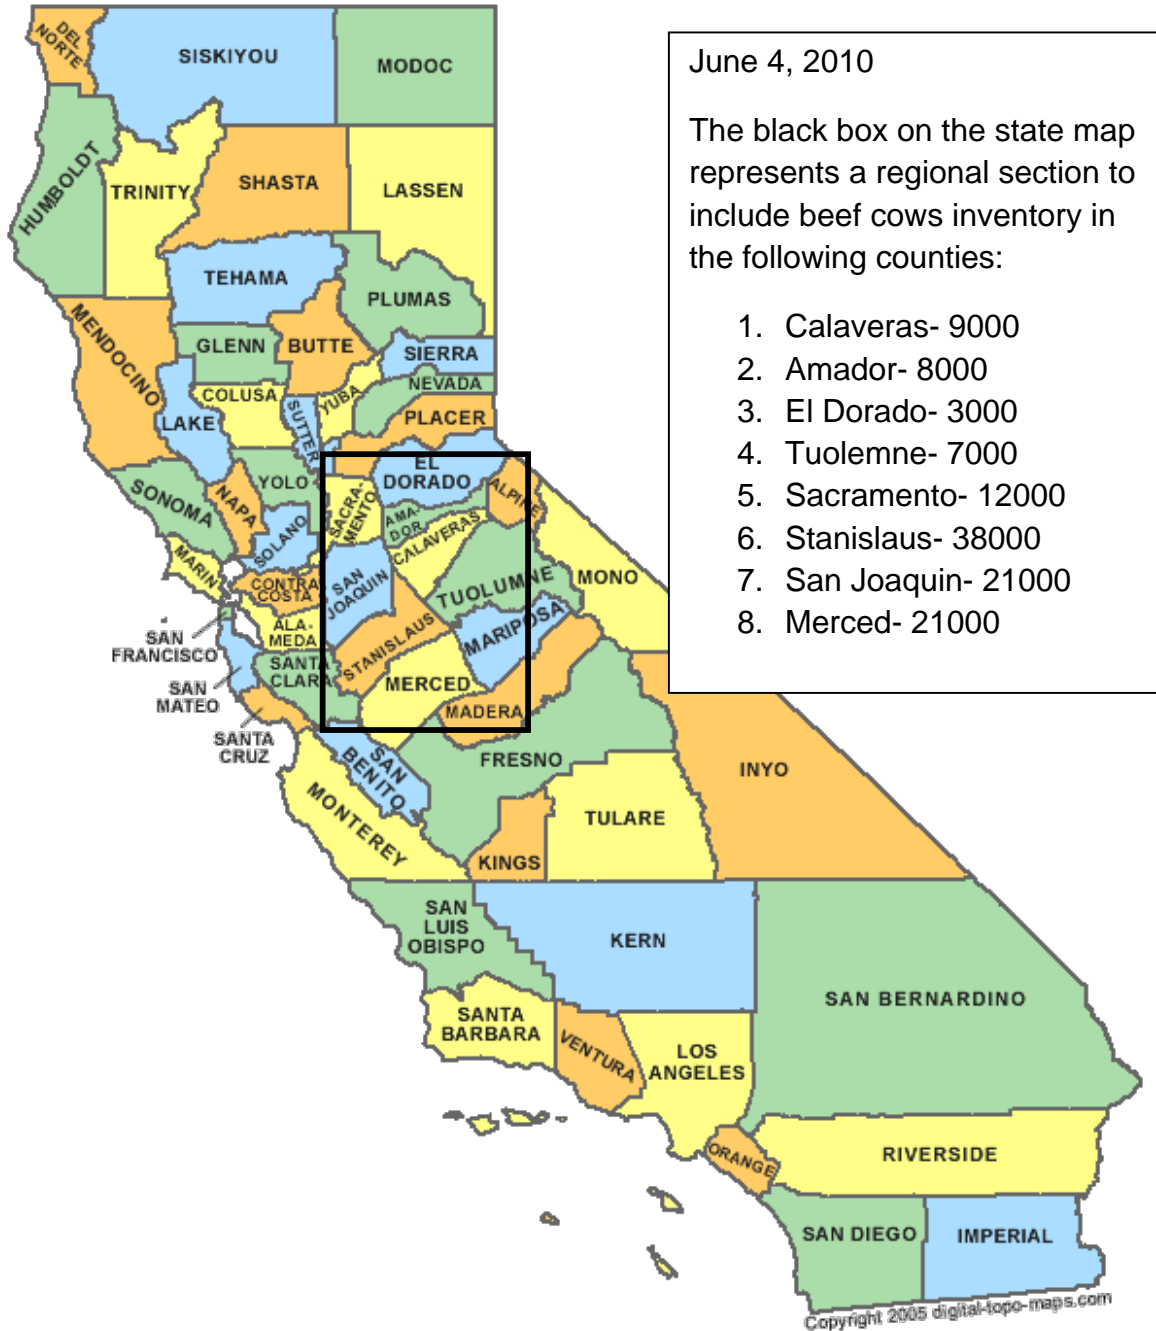 DEL
NORTE
SISKIYOU
MODOC
HUMBOLDT
TRINITY
SHASTA
LASSEN
TEHAMA
PLUMAS
MENDOCINO
GLENN
BUTTE
SIERRA
NEVADA
COLUSA
YUBA
SUTTER
PLACER
LAKE
EL
DORADO
YOLO
SONOMA
NAPA
SACRA-
MENTO
ALPINE
AMA-
DOR
SOLANO
CALAVERAS
MARIN
CONTRA
COSTA
SAN
JOAQUIN
TUOLUMNE
MONO
ALA-
MEDA
SAN
FRANCISCO
STANISLAUS
MARIPOSA
SANTA
CLARA
MERCED
SAN
MATEO
MADERA
SANTA
CRUZ
SAN
BENITO
FRESNO
INYO
MONTEREY
TULARE
KINGS
SAN
LUIS
OBISPO
KERN
SAN BERNARDINO
SANTA
BARBARA
VENTURA
LOS
ANGELES
ORANGE
RIVERSIDE
SAN DIEGO
IMPERIAL
Copyright 2005 digital-topo-maps.com
June 4, 2010
The black box on the state map
represents a regional section to
include beef cows inventory in
the following counties:
1. Calaveras- 9000
2. Amador- 8000
3. El Dorado- 3000
4. Tuolemne- 7000
5. Sacramento- 12000
6. Stanislaus- 38000
7. San Joaquin- 21000
8. Merced- 21000